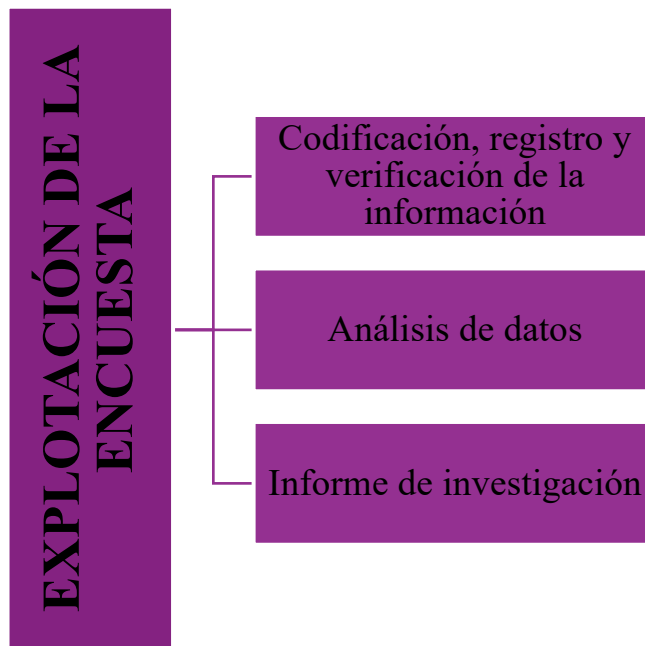 EXPLOTACIÓN DE LA
ENCUESTA
Codificación, registro y
verificación de la
información
Análisis de datos
Informe de investigación